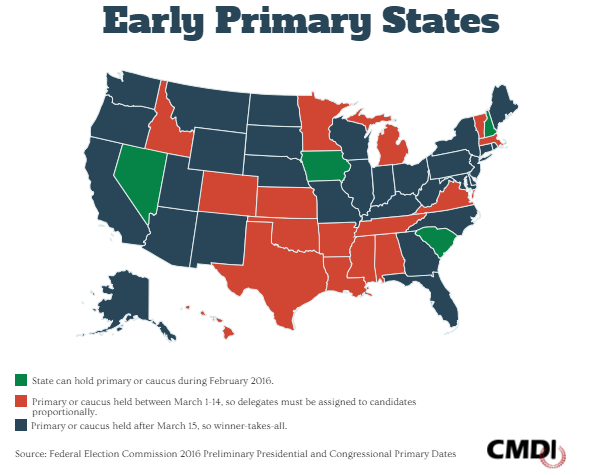 Early Primary States
State can hold primary or caucus during February 2016.
Primary or caucus held between March 1-14, so delegates must be assigned to candidates
proportionally.
Primary or caucus held after March 15, so winner-takes-all.
Source: Federal Election Commission 2016 Preliminary Presidential and Congressional Primary Dates
CMDI